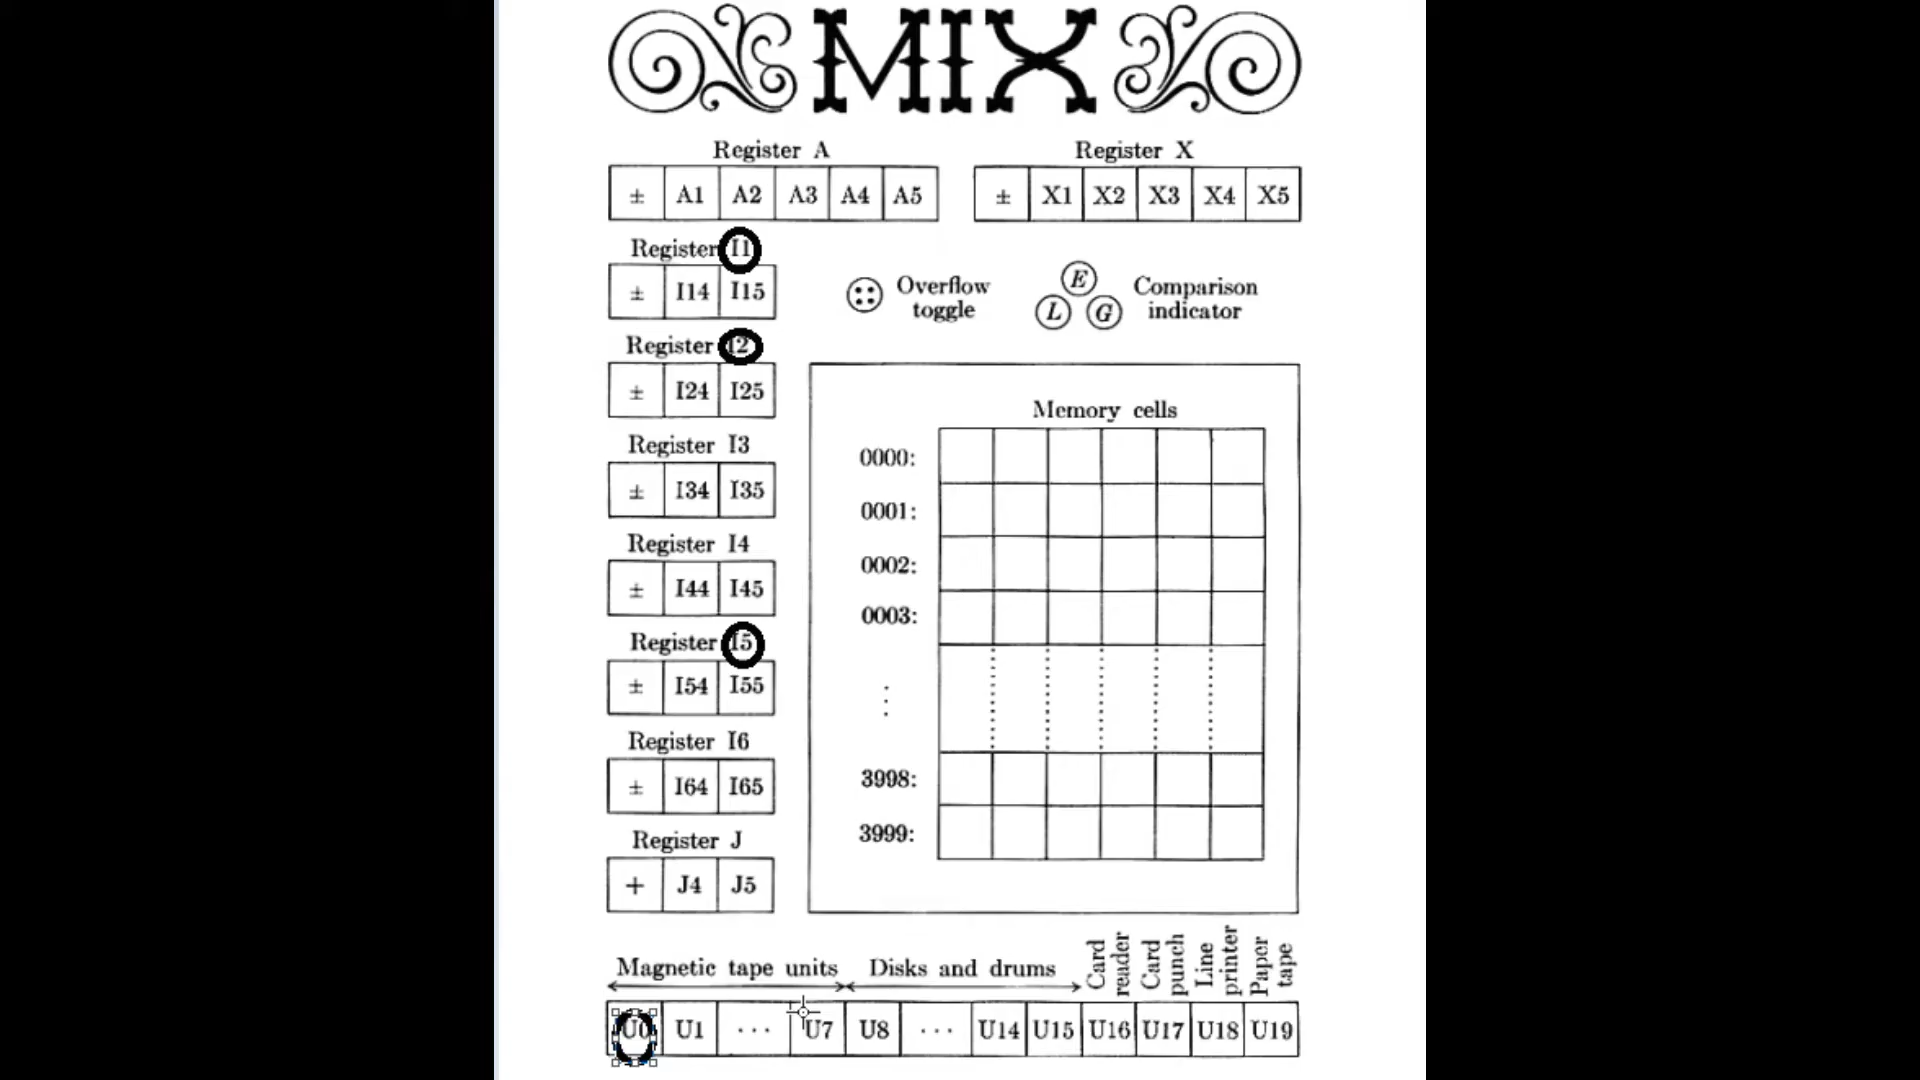 MIX
Register A
Register X
± A1 A2 A3 A4 A5
± X1 X2 X3 X4 X5
Register I1
± I14 I15
Overflow toggle
E
L G
Comparison indicator
Register I2
± I24 I25
Register I3
± I34 I35
Register I4
± I44 I45
Register I5
± I54 I55
Register I6
± I64 I65
Register J
+ J4 J5
Memory cells
0000:
0001:
0002:
0003:
⋮
3998:
3999:
Magnetic tape units
Disks and drums
Card reader
Card punch
Line printer
Paper tape
U0 U1 ··· U7 U8 ··· U14 U15 U16 U17 U18 U19